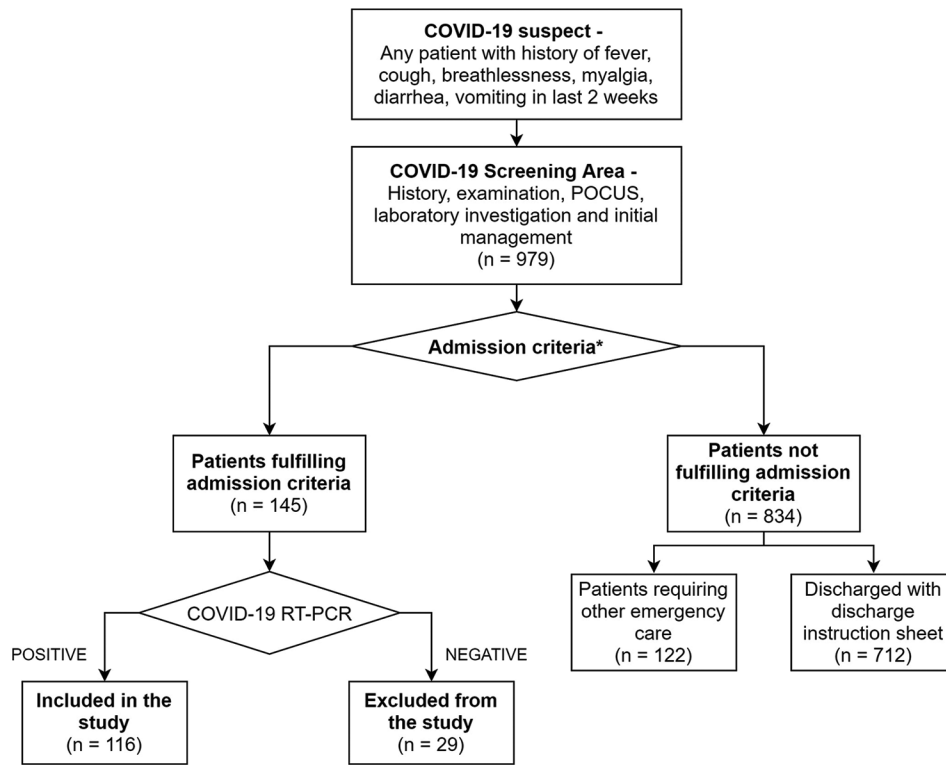 COVID-19 suspect -
Any patient with history of fever,
cough, breathlessness, myalgia,
diarrhea, vomiting in last 2 weeks
COVID-19 Screening Area -
History, examination, POCUS,
laboratory investigation and initial
management
(n = 979)
Admission criteria*
Patients fulfilling
admission criteria
(n = 145)
Patients not
fulfilling admission
criteria
(n = 834)
COVID-19 RT-PCR
Patients requiring
other emergency
care
(n = 122)
Discharged with
discharge
instruction sheet
(n = 712)
POSITIVE
NEGATIVE
Included in the
study
(n = 116)
Excluded from
the study
(n = 29)